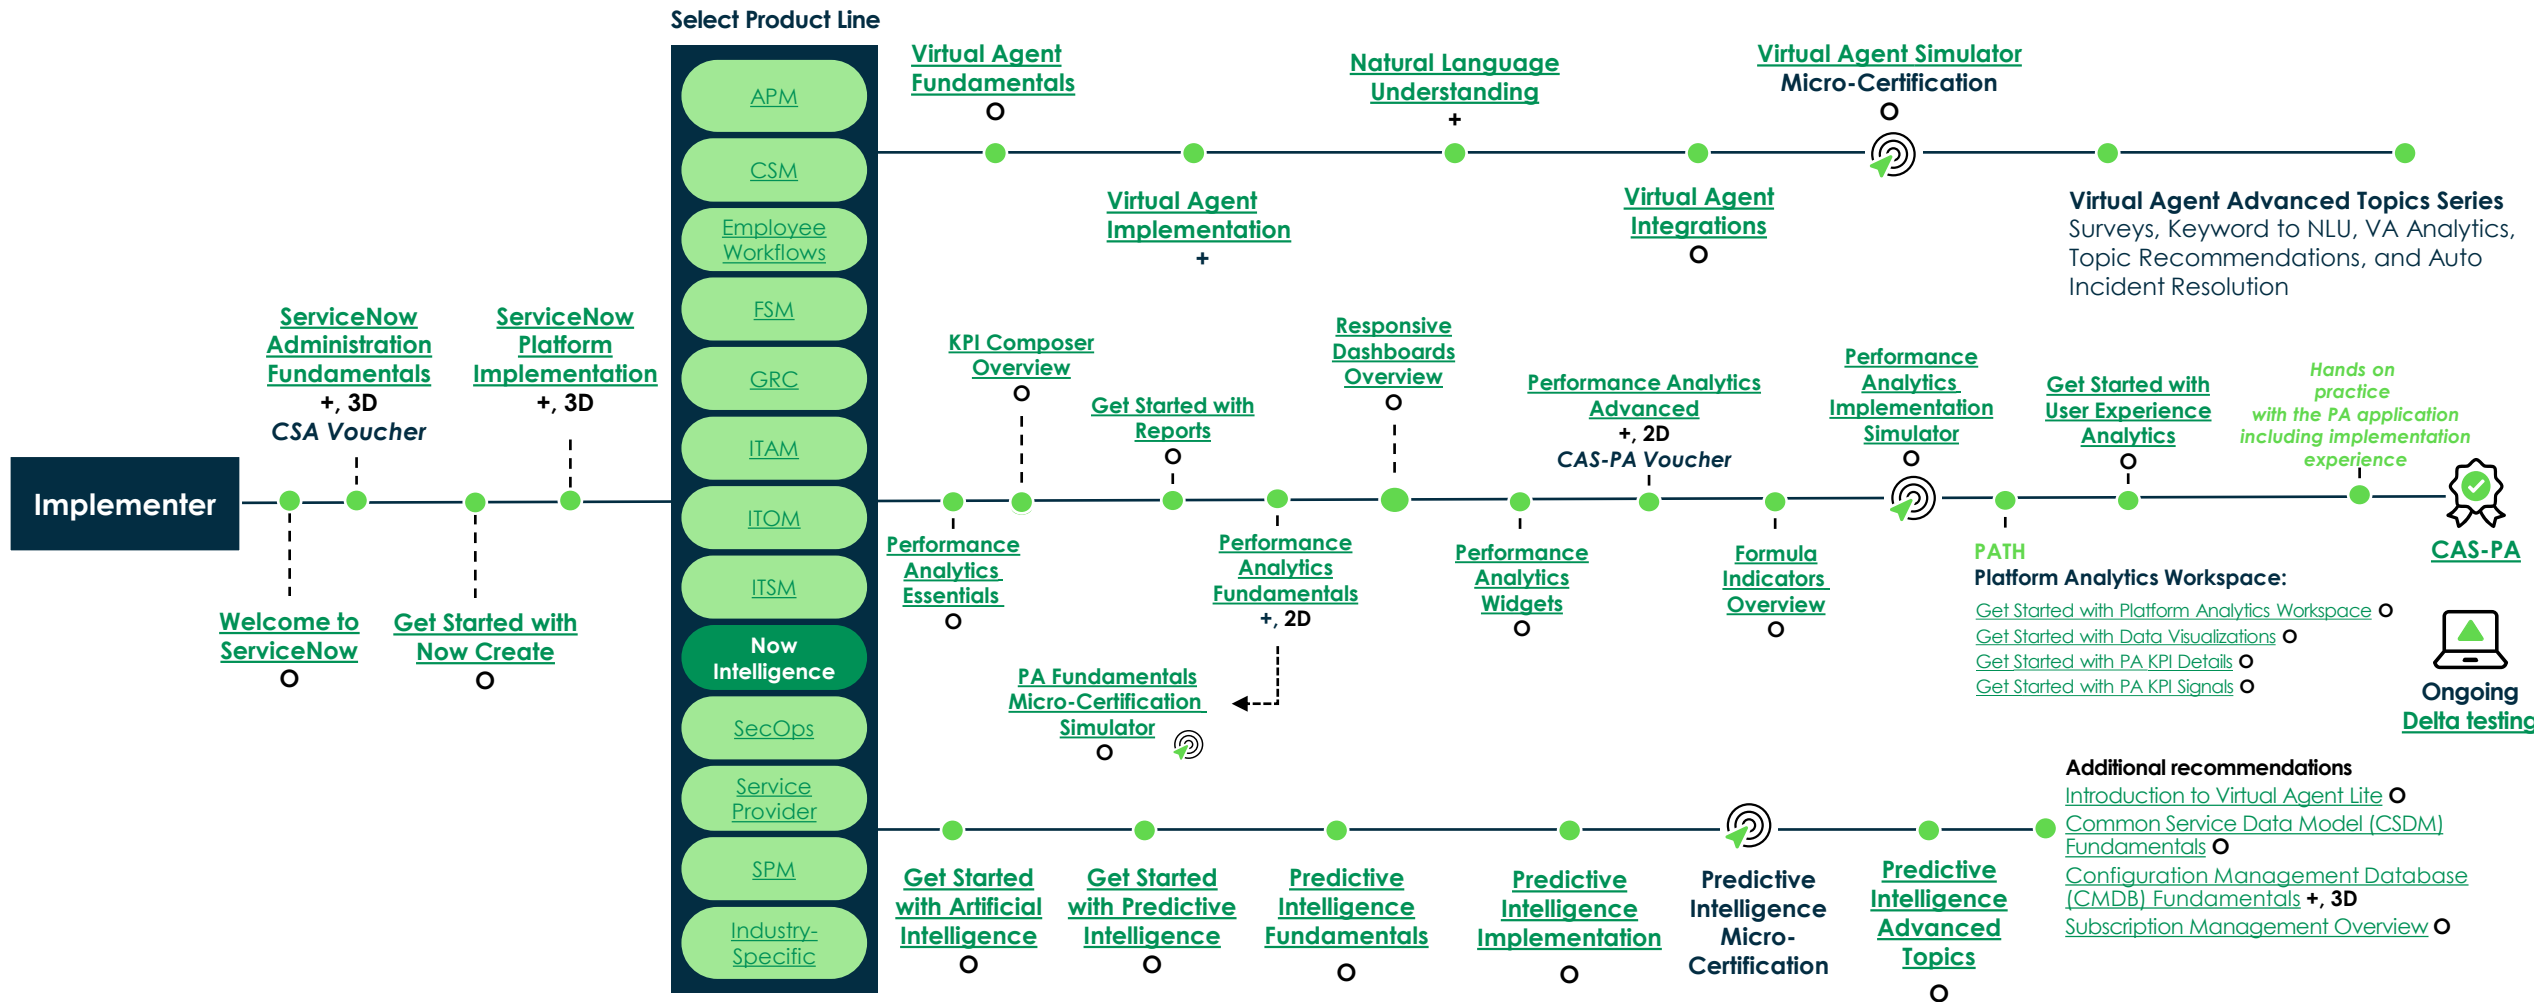 Select Product Line
APM
CSM
Employee
Workflows
FSM
GRC
ITAM
ITOM
ITSM
Now
Intelligence
SecOps
Service
Provider
SPM
Industry-
Specific
Implementer
ServiceNow
Administration
Fundamentals
+, 3D
CSA Voucher
ServiceNow
Platform
Implementation
+, 3D
Welcome to
ServiceNow
O
Get Started with
Now Create
O
Virtual Agent
Fundamentals
O
Virtual Agent
Implementation
+
Natural Language
Understanding
+
Virtual Agent
Integrations
O
Virtual Agent Simulator
Micro-Certification
O
Virtual Agent Advanced Topics Series
Surveys, Keyword to NLU, VA Analytics,
Topic Recommendations, and Auto
Incident Resolution
Performance
Analytics
Essentials
O
KPI Composer
Overview
O
Get Started with
Reports
O
Performance
Analytics
Fundamentals
+, 2D
PA Fundamentals
Micro-Certification
Simulator
O
Responsive
Dashboards
Overview
O
Performance
Analytics
Widgets
O
Performance Analytics
Advanced
+, 2D
CAS-PA Voucher
Formula
Indicators
Overview
O
Performance
Analytics
Implementation
Simulator
O
PATH
Platform Analytics Workspace:
Get Started with Platform Analytics Workspace O
Get Started with Data Visualizations O
Get Started with PA KPI Details O
Get Started with PA KPI Signals O
Get Started with
User Experience
Analytics
O
Hands on
practice
with the PA application
including implementation
experience
CAS-PA
Ongoing
Delta testing
Get Started
with Artificial
Intelligence
O
Get Started
with Predictive
Intelligence
O
Predictive
Intelligence
Fundamentals
O
Predictive
Intelligence
Implementation
O
Predictive
Intelligence
Micro-
Certification
Predictive
Intelligence
Advanced
Topics
O
Additional recommendations
Introduction to Virtual Agent Lite O
Common Service Data Model (CSDM)
Fundamentals O
Configuration Management Database
(CMDB) Fundamentals +, 3D
Subscription Management Overview O